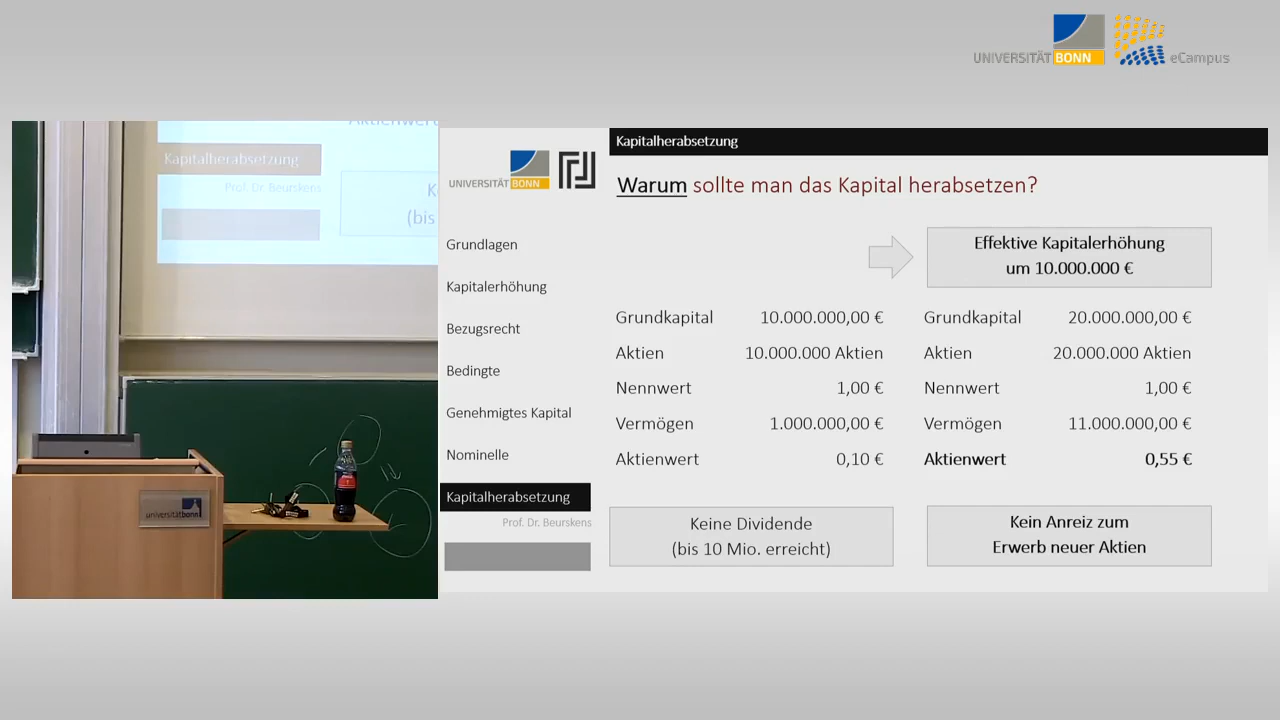 UNIVERSITÄT BONN
eCampus
Aktienwert
Kapitalherabsetzung
Prof. Dr. Beurskens
K
(bis
universitätbonn
UNIVERSITÄT BONN
Grundlagen
Kapitalerhöhung
Bezugsrecht
Bedingte
Genehmigtes Kapital
Nominelle
Kapitalherabsetzung
Prof. Dr. Beurskens
Kapitalherabsetzung
Warum sollte man das Kapital herabsetzen?
Effektive Kapitalerhöhung
um 10.000.000 €
Grundkapital 10.000.000,00 €
Aktien 10.000.000 Aktien
Nennwert 1,00 €
Vermögen 1.000.000,00 €
Aktienwert 0,10 €
Keine Dividende
(bis 10 Mio. erreicht)
Grundkapital 20.000.000,00 €
Aktien 20.000.000 Aktien
Nennwert 1,00 €
Vermögen 11.000.000,00 €
Aktienwert 0,55 €
Kein Anreiz zum
Erwerb neuer Aktien